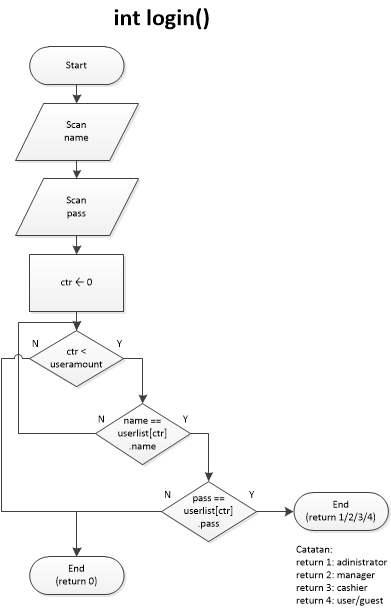 int login()
Start
Scan
name
Scan
pass
ctr ← 0
N
Y
ctr <
useramount
N
Y
name ==
userlist[ctr]
.name
N
Y
pass ==
userlist[ctr]
.pass
End
(return 1/2/3/4)
End
(return 0)
Catatan:
return 1: adinistrator
return 2: manager
return 3: cashier
return 4: user/guest